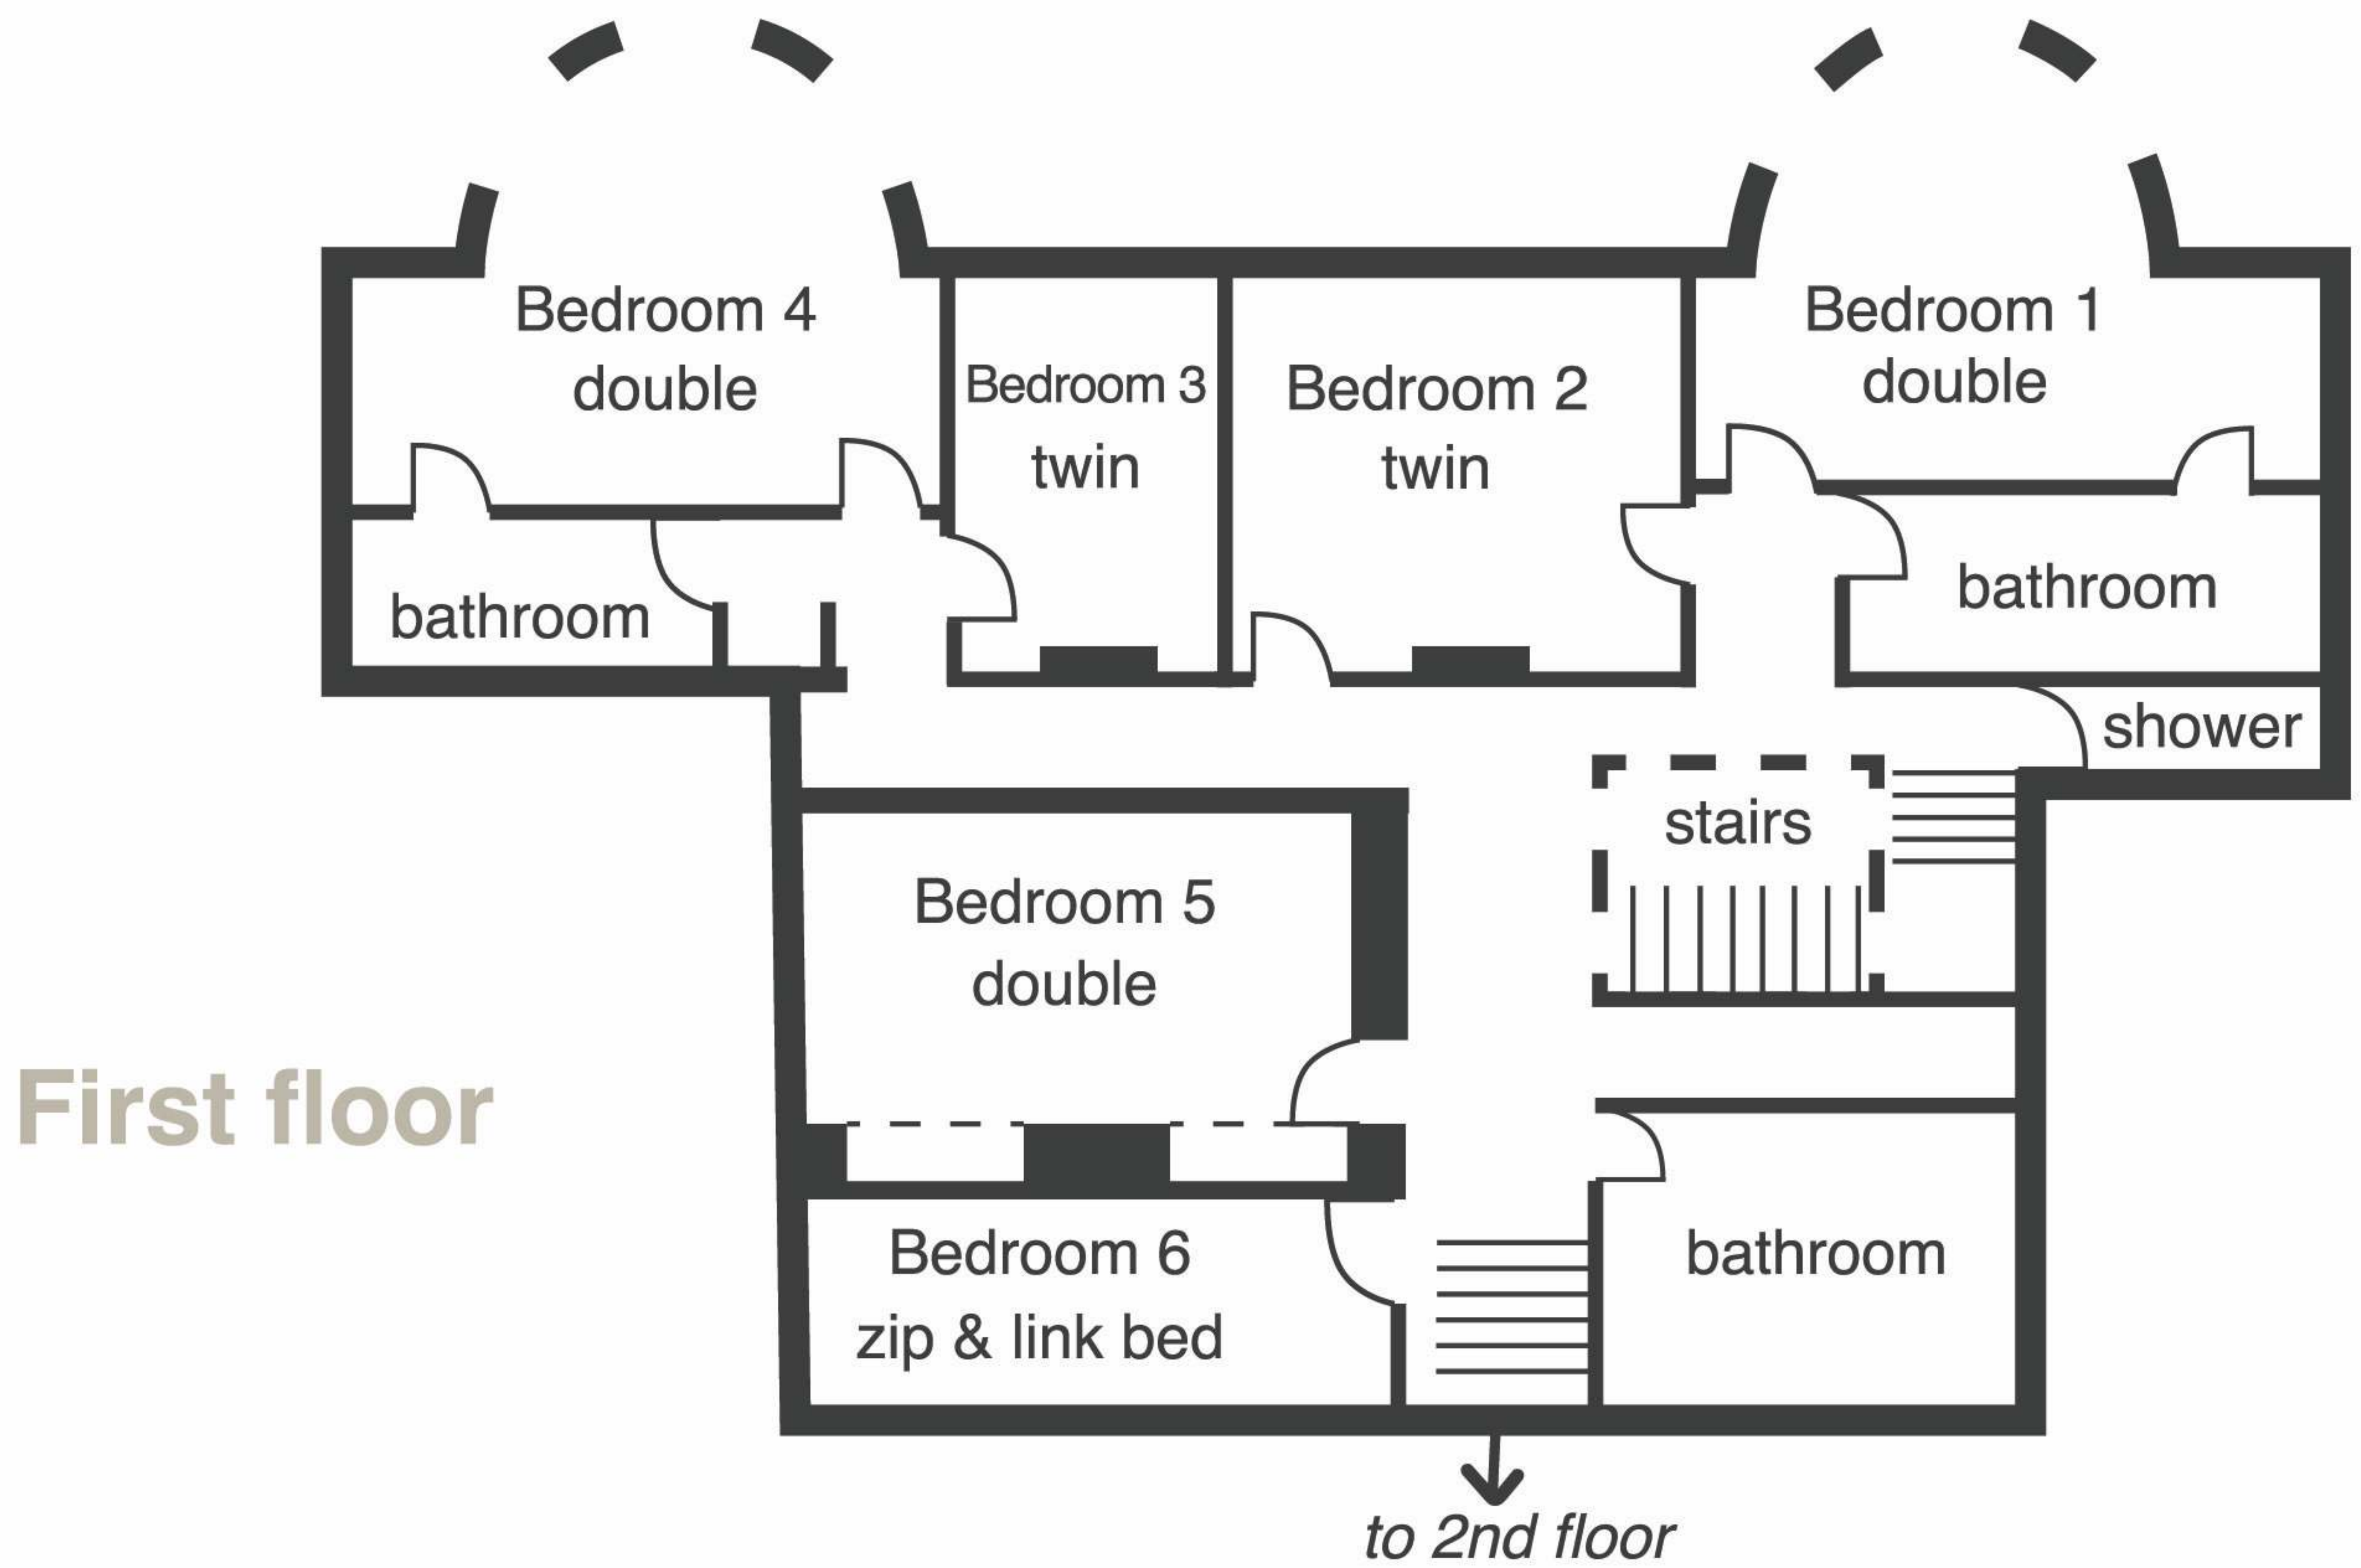 Bedroom 4
double
Bedroom 3
twin
Bedroom 2
twin
Bedroom 1
double
bathroom
bathroom
shower
stairs
Bedroom 5
double
First floor
Bedroom 6
zip & link bed
bathroom
to 2nd floor